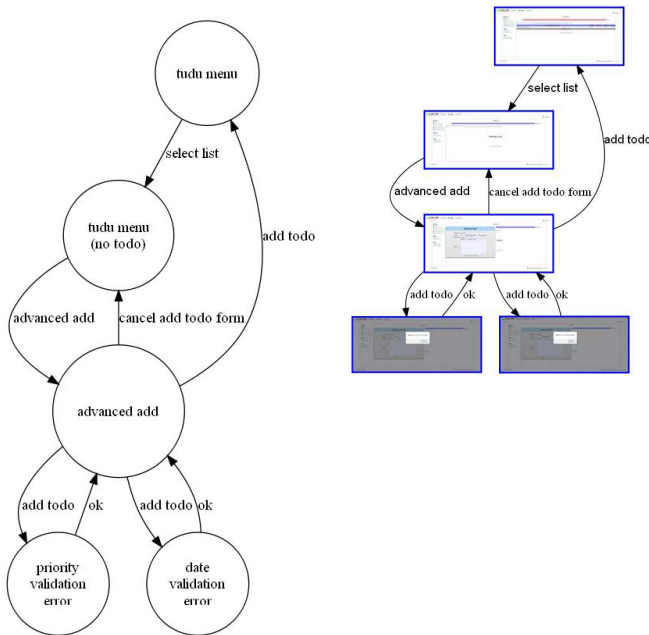 tudu menu
select list
tudu menu
(no todo)
add todo
advanced add
cancel add todo form
advanced add
add todo
ok
add todo
ok
priority
validation
error
date
validation
error
select list
add todo
advanced add
cancel add todo form
add todo
ok
add todo
ok